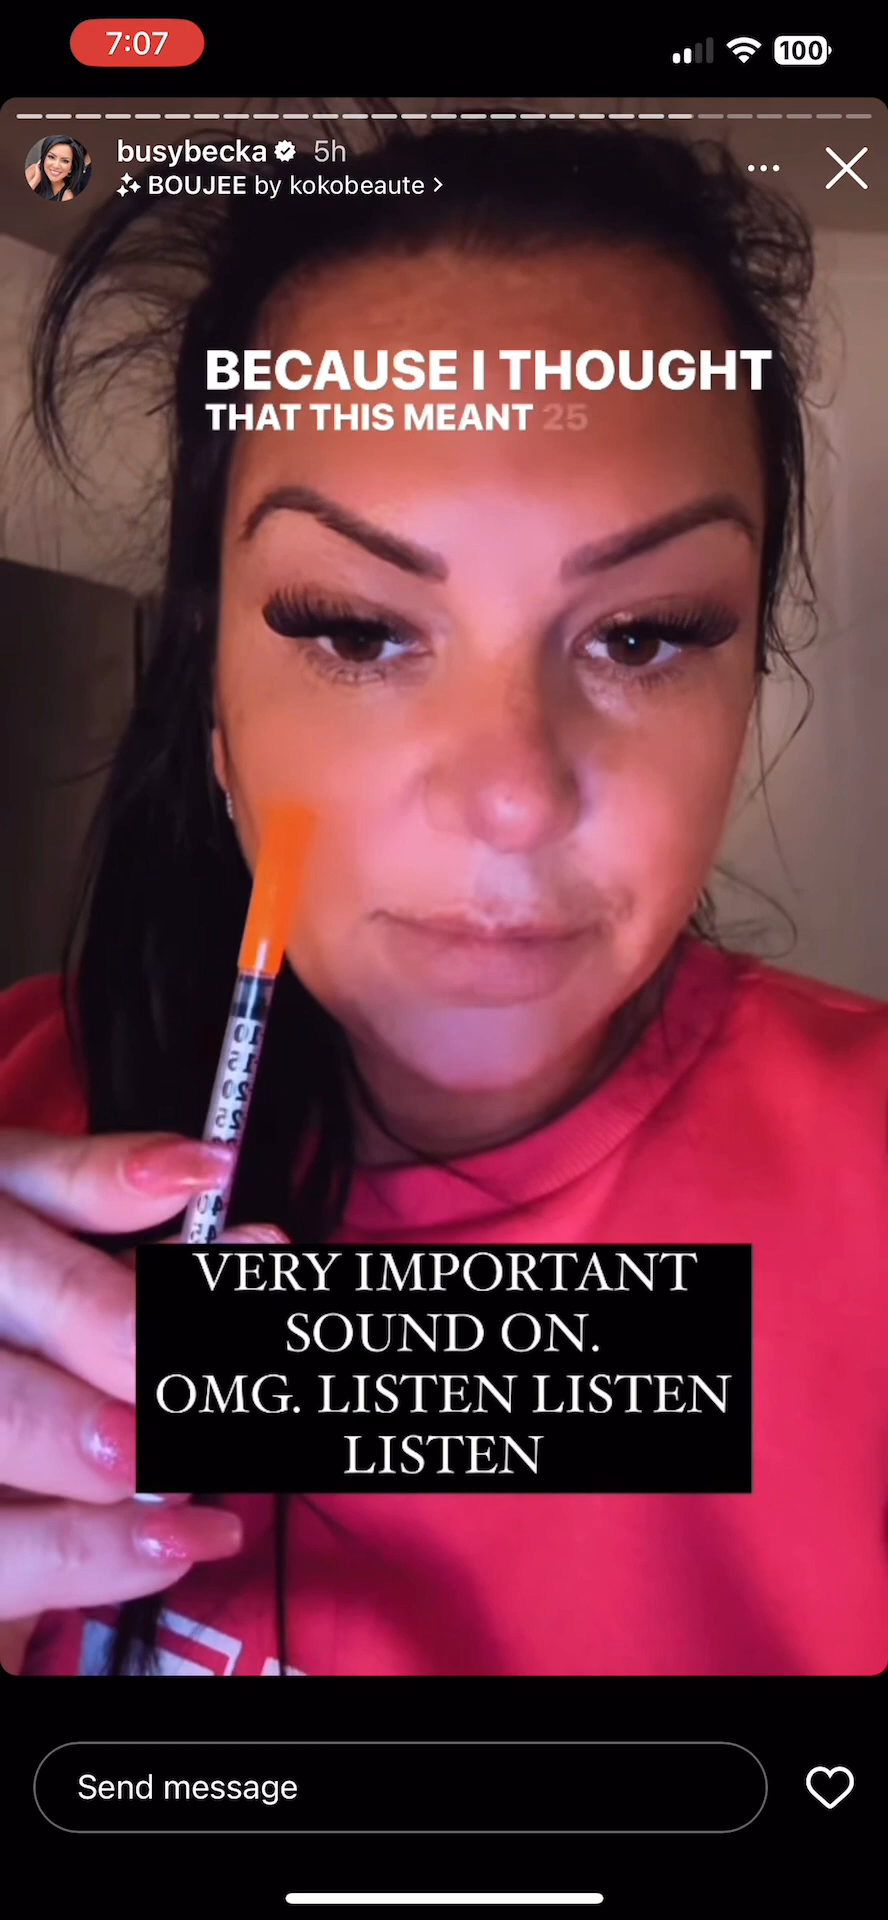 7:07
100
busybecka 5h
BOUJEE by kokobeaute >
BECAUSE I THOUGHT
THAT THIS MEANT 25
VERY IMPORTANT
SOUND ON.
OMG. LISTEN LISTEN
LISTEN
Send message